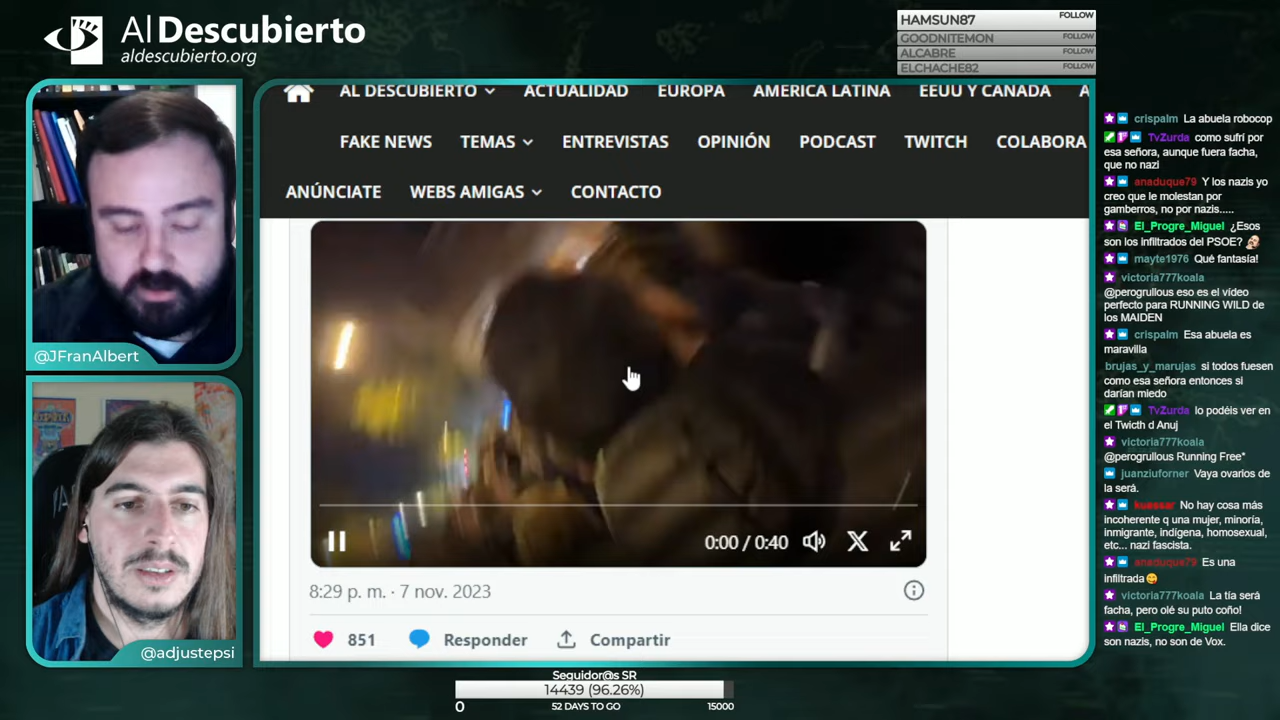 Al Descubierto
aldescubierto.org
HAMSUN87 FOLLOW
GOODNITEMON FOLLOW
ALCABRE FOLLOW
ELCHACHE82 FOLLOW
AL DESCUBIERTO ACTUALIDAD EUROPA AMÉRICA LATINA EEUU Y CANADÁ A
FAKE NEWS TEMAS ENTREVISTAS OPINIÓN PODCAST TWITCH COLABORA
ANÚNCIATE WEBS AMIGAS CONTACTO
@JFranAlbert
@adjustepsi
0:00 / 0:40
8:29 p. m. · 7 nov. 2023
851 Responder Compartir
crispalm La abuela robocop
TvZurda como sufrí por
esa señora, aunque fuera facha,
que no nazi
anaduque79 Y los nazis yo
creo que le molestan por
gamberros, no por nazis.....
El_Progre_Miguel ¿Esos
son los infiltrados del PSOE?
mayte1976 Qué fantasía!
victoria777koala
@perogrullous eso es el vídeo
perfecto para RUNNING WILD de
los MAIDEN
crispalm Esa abuela es
maravilla
brujas_y_marujas si todos fuesen
como esa señora entonces si
darían miedo
TvZurda lo podéis ver en
el Twicth d Anuj
victoria777koala
@perogrullous Running Free*
juanziuforner Vaya ovarios de
la será.
No hay cosa más
incoherente q una mujer, minoría,
inmigrante, indígena, homosexual,
etc... nazi fascista.
anaduque79 Es una
infiltrada
victoria777koala La tía será
facha, pero olé su puto coño!
El_Progre_Miguel Ella dice
son nazis, no son de Vox.
Seguidor@s SR
14439 (96.26%)
0 52 DAYS TO GO 15000